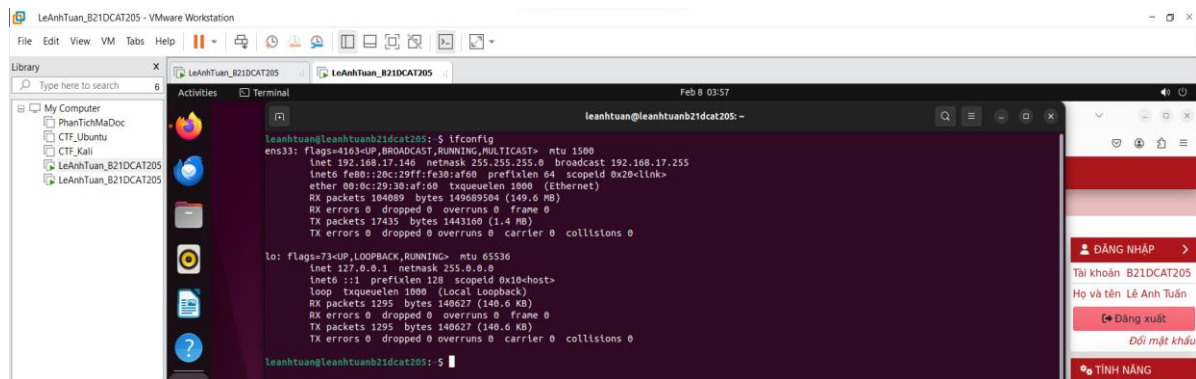 LeAnhTuan_B21DCAT205 - VMware Workstation
File Edit View VM Tabs Help
Library
Type here to search
My Computer
PhanTichMaDoc
CTF_Ubuntu
CTF_Kali
LeAnhTuan_B21DCAT205
LeAnhTuan_B21DCAT205
LeAnhTuan_B21DCAT205
LeAnhTuan_B21DCAT205
Activities
Terminal
Feb 8 03:57
leanhtuan@leanhtuanb21dcat205: ~
leanhtuan@leanhtuanb21dcat205:~$ ifconfig
ens33: flags=4163<UP,BROADCAST,RUNNING,MULTICAST> mtu 1500
inet 192.168.17.146 netmask 255.255.255.0 broadcast 192.168.17.255
inet6 fe80::20c:29ff:fe30:af60 prefixlen 64 scopeid 0x20<link>
ether 00:0c:29:30:af:60 txqueuelen 1000 (Ethernet)
RX packets 104089 bytes 149689504 (149.6 MB)
RX errors 0 dropped 0 overruns 0 frame 0
TX packets 17435 bytes 1443160 (1.4 MB)
TX errors 0 dropped 0 overruns 0 carrier 0 collisions 0
lo: flags=73<UP,LOOPBACK,RUNNING> mtu 65536
inet 127.0.0.1 netmask 255.0.0.0
inet6 ::1 prefixlen 128 scopeid 0x10<host>
loop txqueuelen 1000 (Local Loopback)
RX packets 1295 bytes 140627 (140.6 KB)
RX errors 0 dropped 0 overruns 0 frame 0
TX packets 1295 bytes 140627 (140.6 KB)
TX errors 0 dropped 0 overruns 0 carrier 0 collisions 0
leanhtuan@leanhtuanb21dcat205:~$
ĐĂNG NHẬP
Tài khoản B21DCAT205
Họ và tên Lê Anh Tuấn
Đăng xuất
Đổi mật khẩu
TÍNH NĂNG